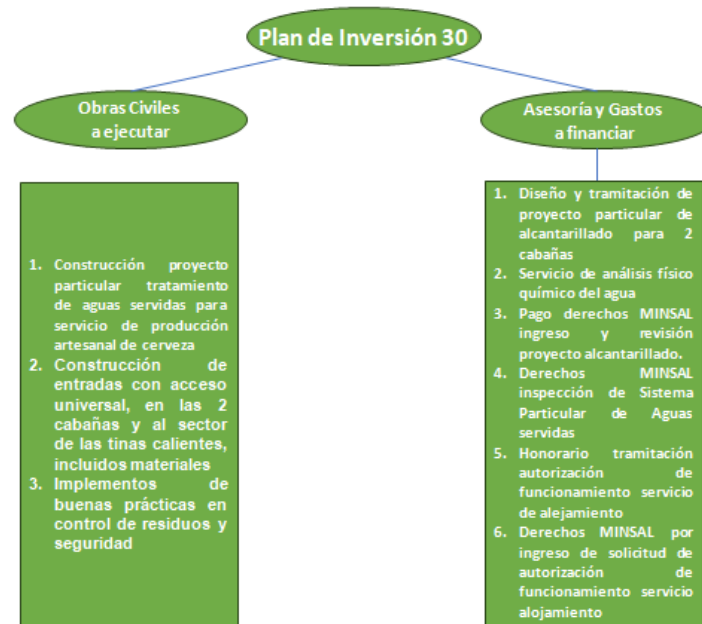 Plan de Inversión 30
Obras Civiles
a ejecutar
Asesoría y Gastos
a financiar
1. Construcción proyecto
particular tratamiento
de aguas servidas para
servicio de producción
artesanal de cerveza
2. Construcción de
entradas con acceso
universal, en las 2
cabañas y al sector
de las tinas calientes,
incluidos materiales
3. Implementos de
buenas prácticas en
control de residuos y
seguridad
1. Diseño y tramitación de
proyecto particular de
alcantarillado para 2
cabañas
2. Servicio de análisis físico
químico del agua
3. Pago derechos MINSAL
ingreso y revisión
proyecto alcantarillado.
4. Derechos MINSAL
inspección de Sistema
Particular de Aguas
servidas
5. Honorario tramitación
autorización de
funcionamiento servicio
de alejamiento
6. Derechos MINSAL por
ingreso de solicitud de
autorización de
funcionamiento servicio
alojamiento